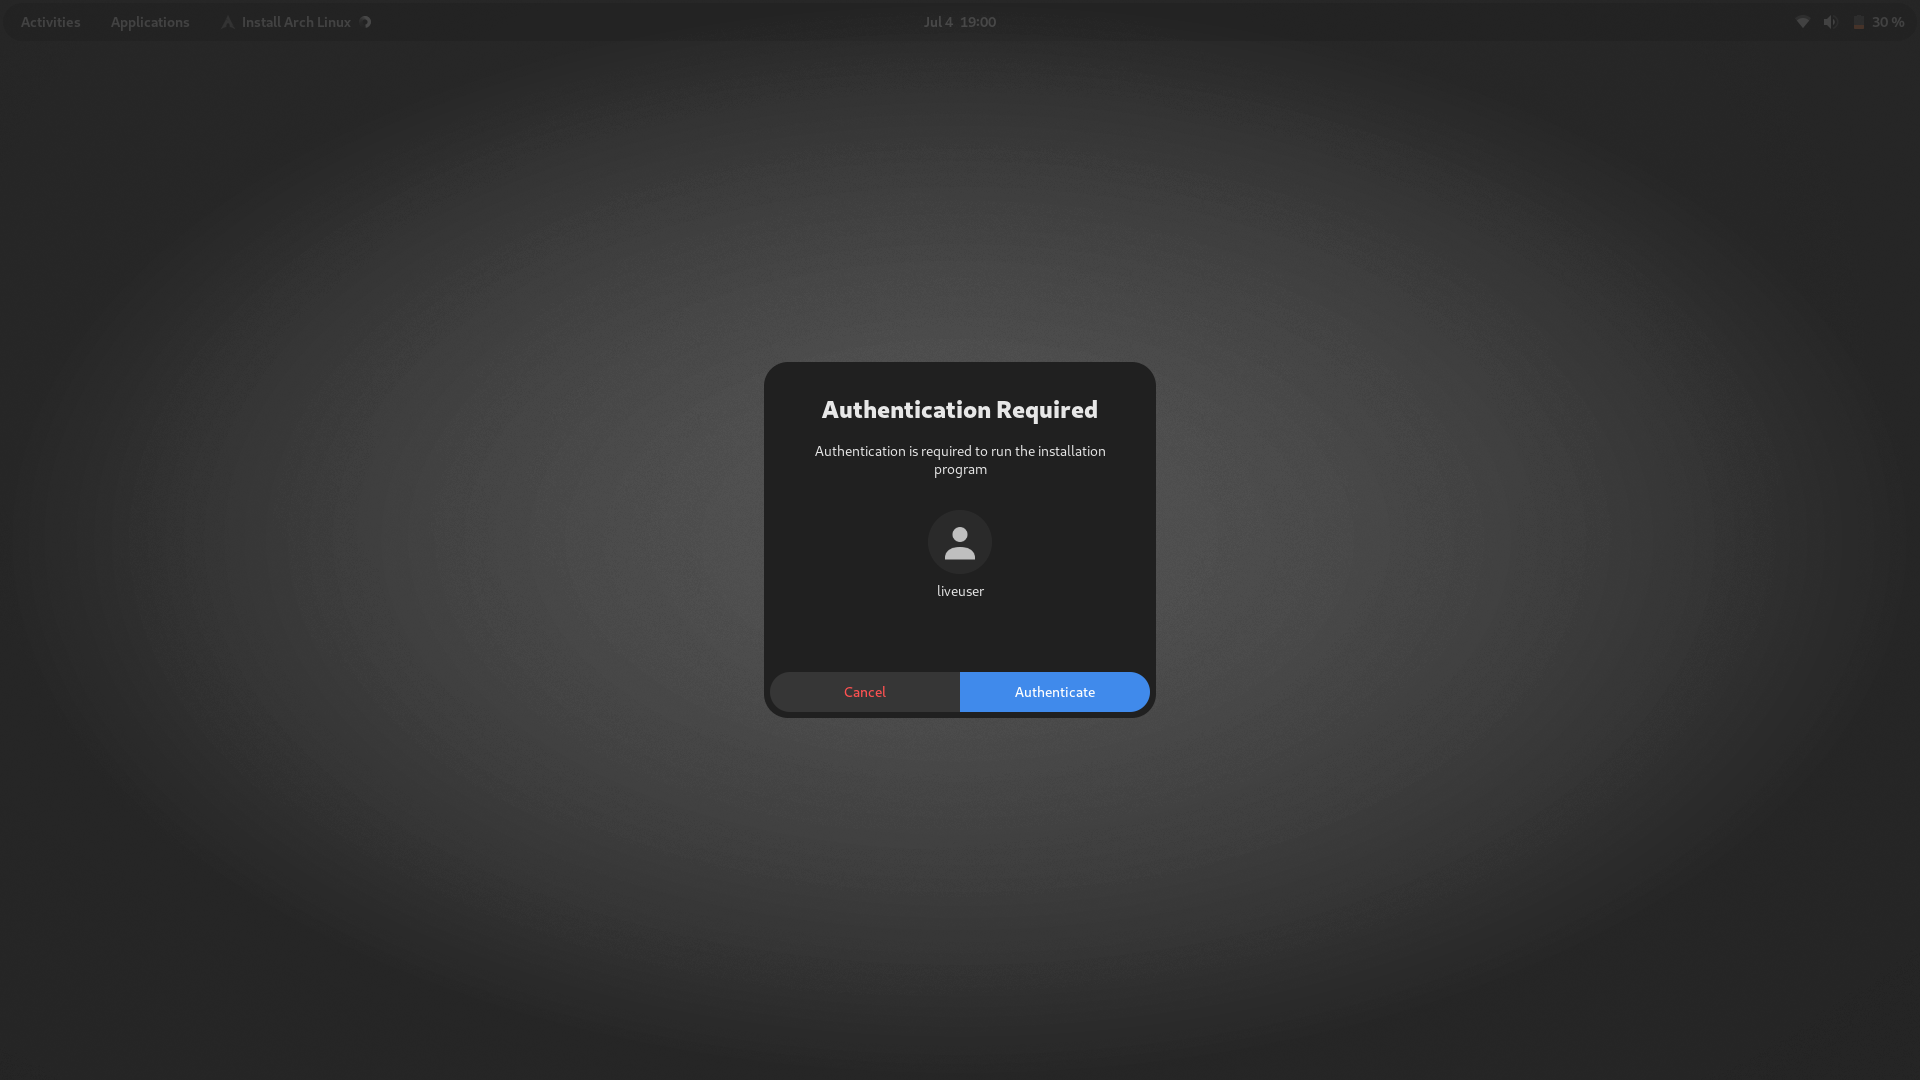 Activities Applications Install Arch Linux Jul 4 19:00 30 %
Authentication Required
Authentication is required to run the installation
program
liveuser
Cancel Authenticate